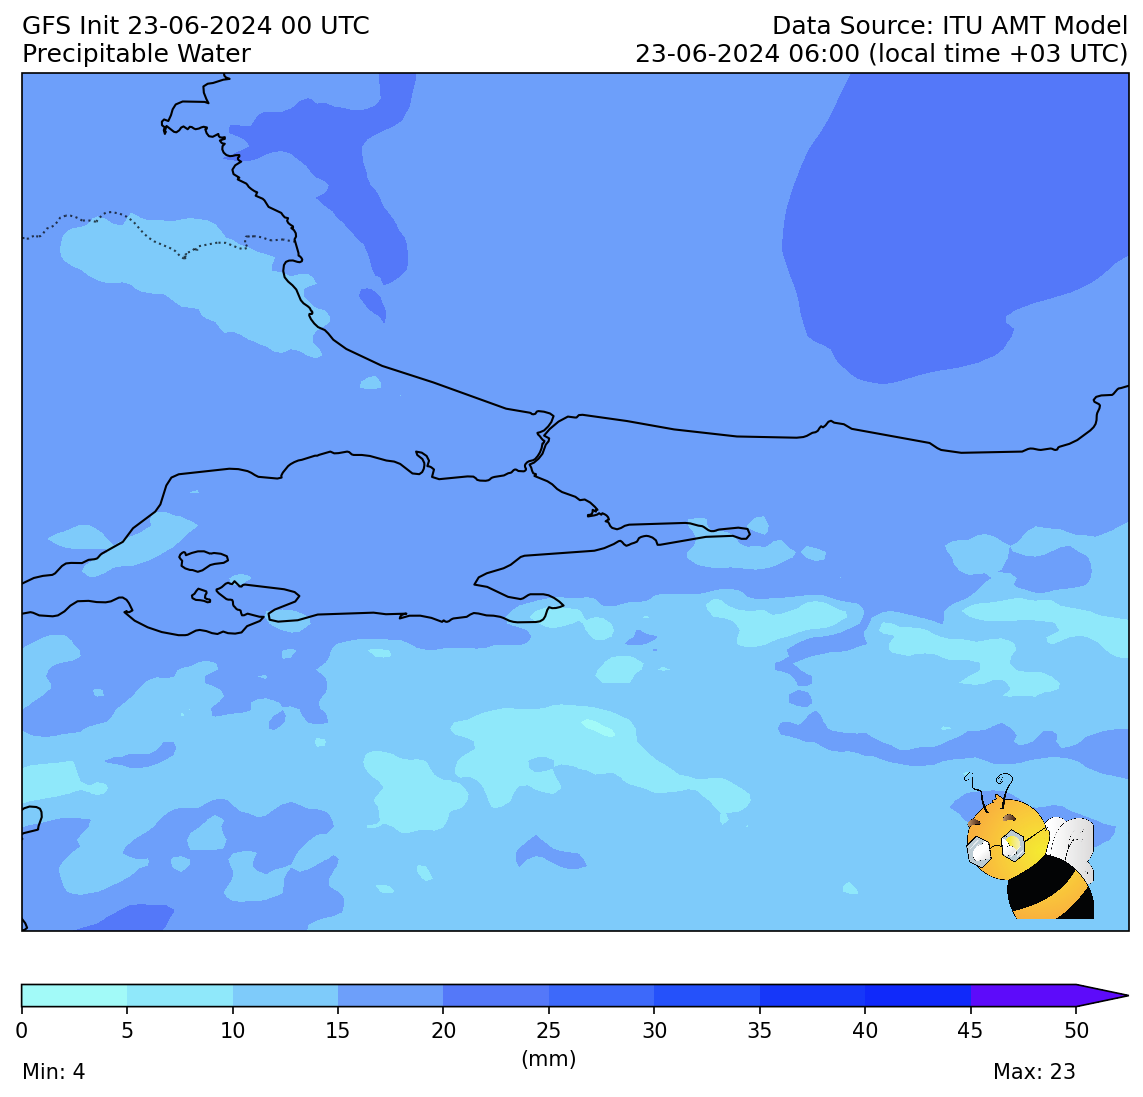 GFS Init 23-06-2024 00 UTC
Data Source: ITU AMT Model
Precipitable Water
23-06-2024 06:00 (local time +03 UTC)
0 5 10 15 20 25 30 35 40 45 50
(mm)
Min: 4
Max: 23